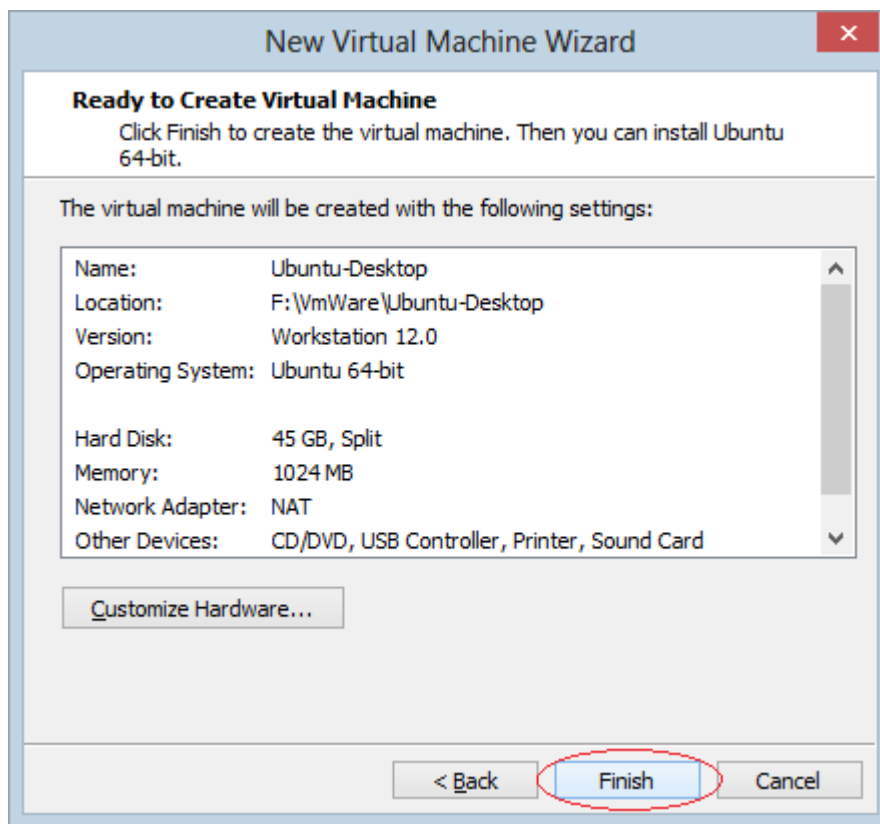 New Virtual Machine Wizard
Ready to Create Virtual Machine
Click Finish to create the virtual machine. Then you can install Ubuntu
64-bit.
The virtual machine will be created with the following settings:
Name: Ubuntu-Desktop
Location: F:\VmWare\Ubuntu-Desktop
Version: Workstation 12.0
Operating System: Ubuntu 64-bit
Hard Disk: 45 GB, Split
Memory: 1024 MB
Network Adapter: NAT
Other Devices: CD/DVD, USB Controller, Printer, Sound Card
Customize Hardware...
< Back Finish Cancel